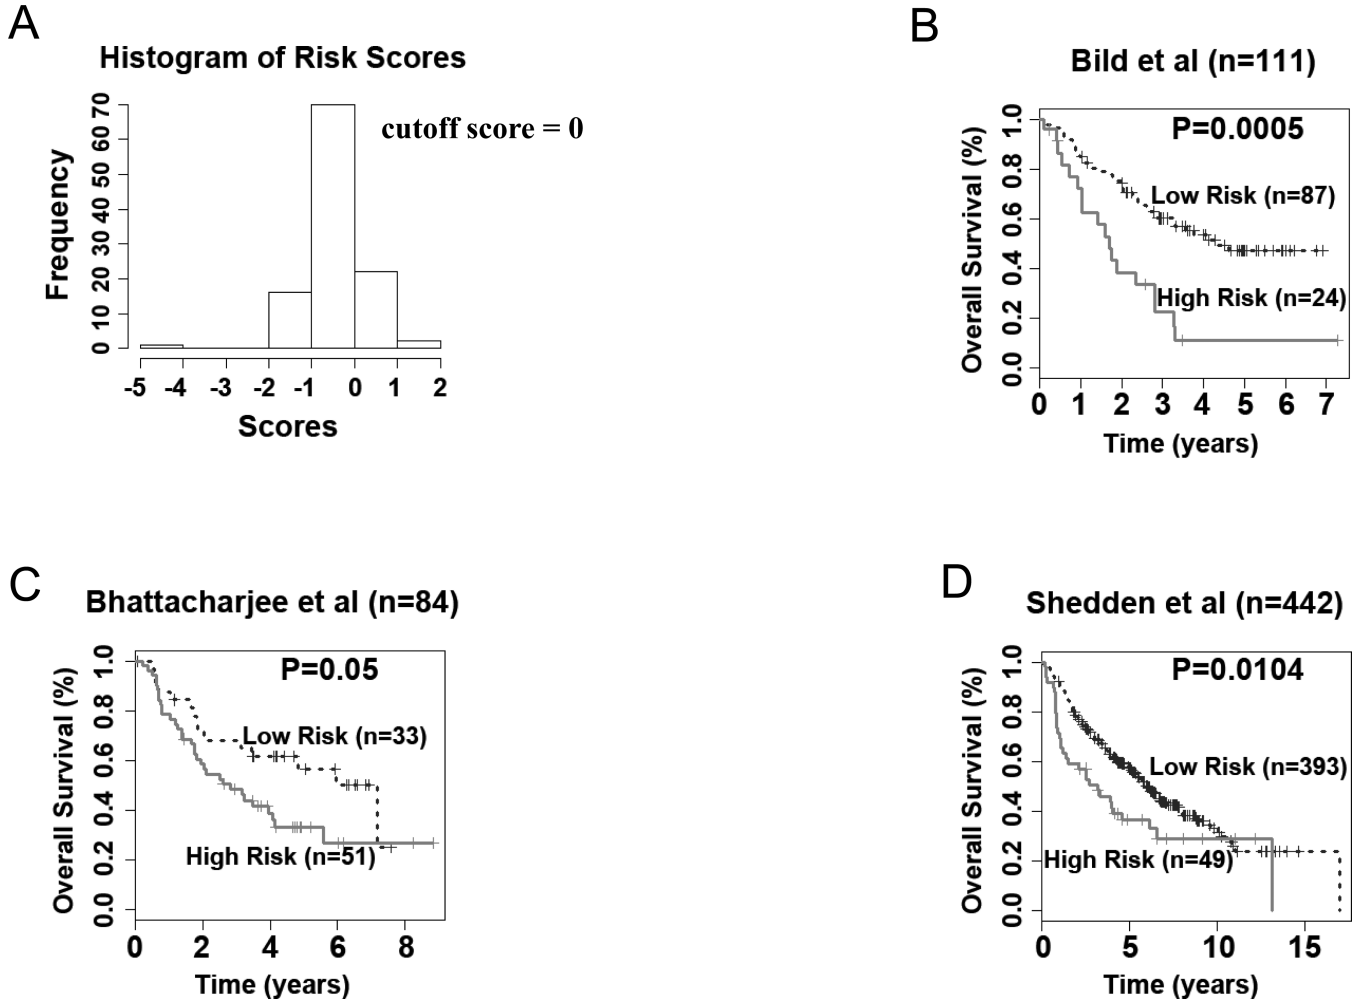 A
Histogram of Risk Scores
cutoff score = 0
Frequency
70
60
50
40
30
20
10
0
-5 -4 -3 -2 -1 0 1 2
Scores
B
Bild et al (n=111)
P=0.0005
Low Risk (n=87)
High Risk (n=24)
Overall Survival (%)
1.0
0.8
0.6
0.4
0.2
0.0
0 1 2 3 4 5 6 7
Time (years)
C
Bhattacharjee et al (n=84)
P=0.05
Low Risk (n=33)
High Risk (n=51)
Overall Survival (%)
1.0
0.8
0.6
0.4
0.2
0.0
0 2 4 6 8
Time (years)
D
Shedden et al (n=442)
P=0.0104
Low Risk (n=393)
High Risk (n=49)
Overall Survival (%)
1.0
0.8
0.6
0.4
0.2
0.0
0 5 10 15
Time (years)